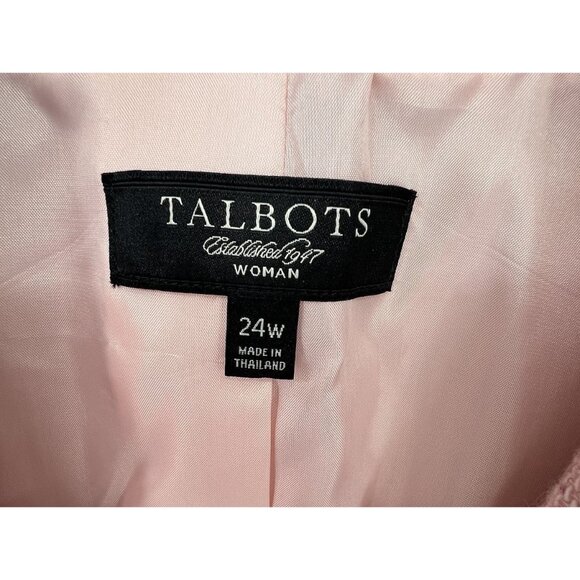 TALBOTS
Established 1947
WOMAN
24W
MADE IN
THAILAND